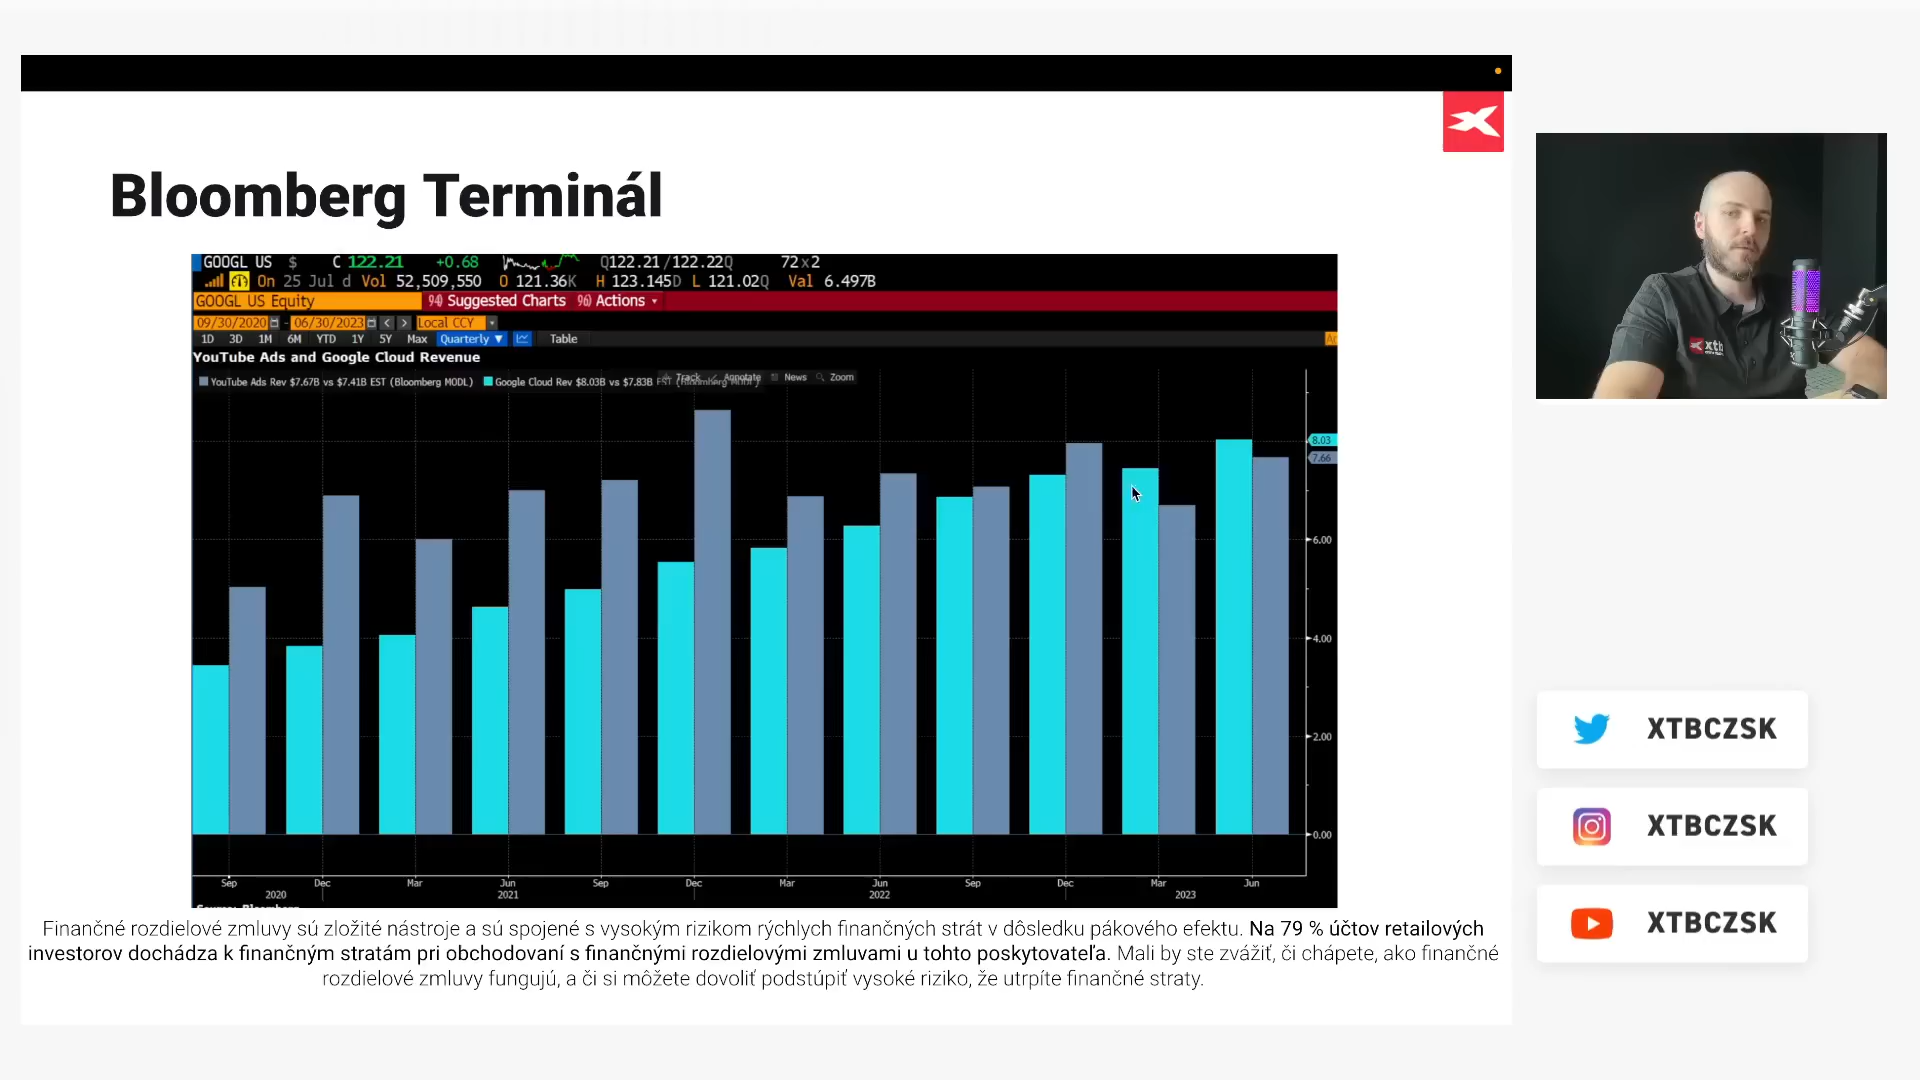 Bloomberg Terminál
GOOGL US $ C 122.21 +0.68 Q122.21/122.22Q 72x2
On 25 Jul d Vol 52,509,550 O 121.36K H 123.145D L 121.02Q Val 6.497B
GOOGL US Equity 94) Suggested Charts 96) Actions
09/30/2020 - 06/30/2023 < > Local CCY
1D 3D 1M 6M YTD 1Y 5Y Max Quarterly ▼ Table
YouTube Ads and Google Cloud Revenue
YouTube Ads Rev $7.67B vs $7.41B EST (Bloomberg MODL) Google Cloud Rev $8.03B vs $7.83B EST (Bloomberg MODL)
Track Annotate News Zoom
8.03
7.66
6.00
4.00
2.00
0.00
Sep Dec Mar Jun Sep Dec Mar Jun Sep Dec Mar Jun
2020 2021 2022 2023
Source: Bloomberg
Finančné rozdielové zmluvy sú zložité nástroje a sú spojené s vysokým rizikom rýchlych finančných strát v dôsledku pákového efektu. Na 79 % účtov retailových
investorov dochádza k finančným stratám pri obchodovaní s finančnými rozdielovými zmluvami u tohto poskytovateľa. Mali by ste zvážiť, či chápete, ako finančné
rozdielové zmluvy fungujú, a či si môžete dovoliť podstúpiť vysoké riziko, že utrpíte finančné straty.
xtb
XTBCZSK
XTBCZSK
XTBCZSK